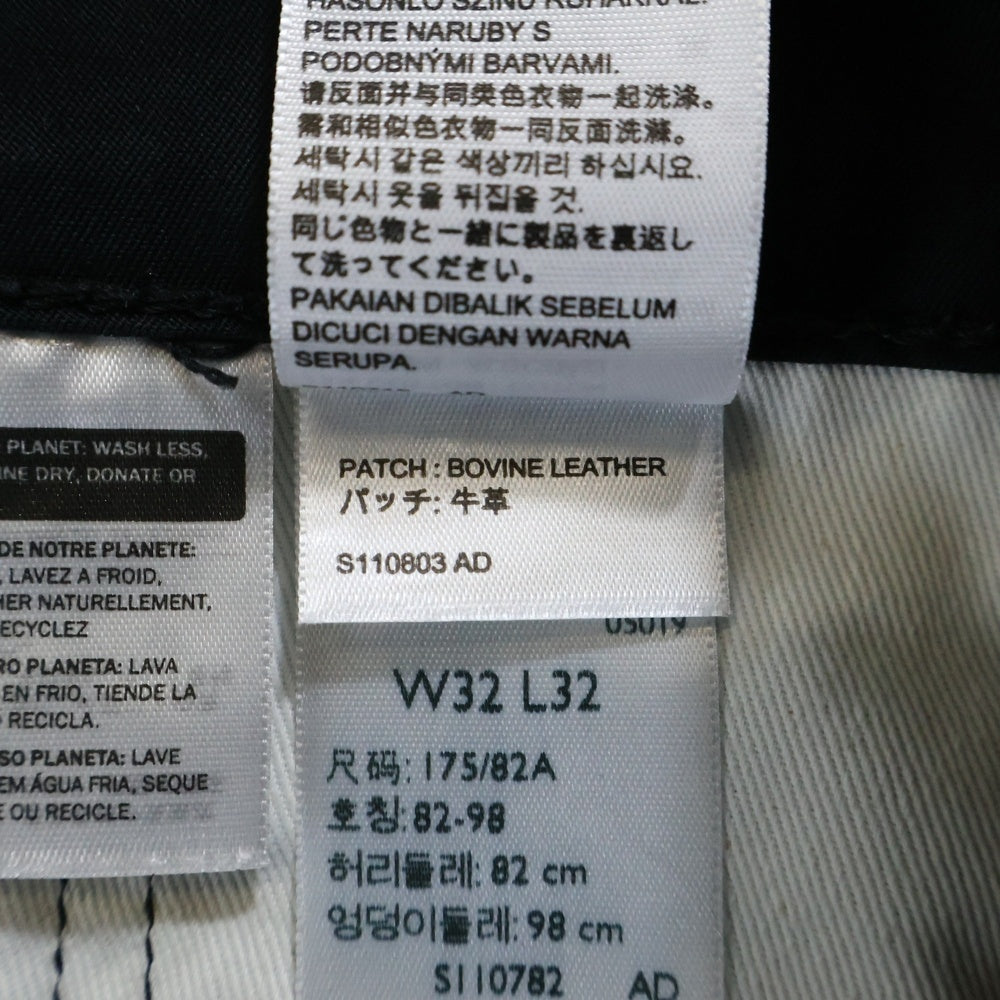 HASONLÓ SZÍNŰ RUHÁKKAL.
PERTE NARUBY S
PODOBNÝMI BARVAMI.
请反面并与同类色衣物一起洗涤。
需和相似色衣物一同反面洗滌。
세탁시 같은 색상끼리 하십시요.
세탁시 옷을 뒤집을 것.
同じ色物と一緒に製品を裏返し
て洗ってください。
PAKAIAN DIBALIK SEBELUM
DICUCI DENGAN WARNA
SERUPA.
PATCH : BOVINE LEATHER
パッチ: 牛革
S110803 AD
05019
W32 L32
尺码: 175/82A
호칭: 82-98
허리둘레: 82 cm
엉덩이둘레: 98 cm
S110782 AD
PLANET: WASH LESS,
INE DRY, DONATE OR
DE NOTRE PLANETE:
, LAVEZ A FROID,
HER NATURELLEMENT,
ECYCLEZ
RO PLANETA: LAVA
EN FRIO, TIENDE LA
RECICLA.
SO PLANETA: LAVE
EM ÁGUA FRIA, SEQUE
E OU RECICLE.